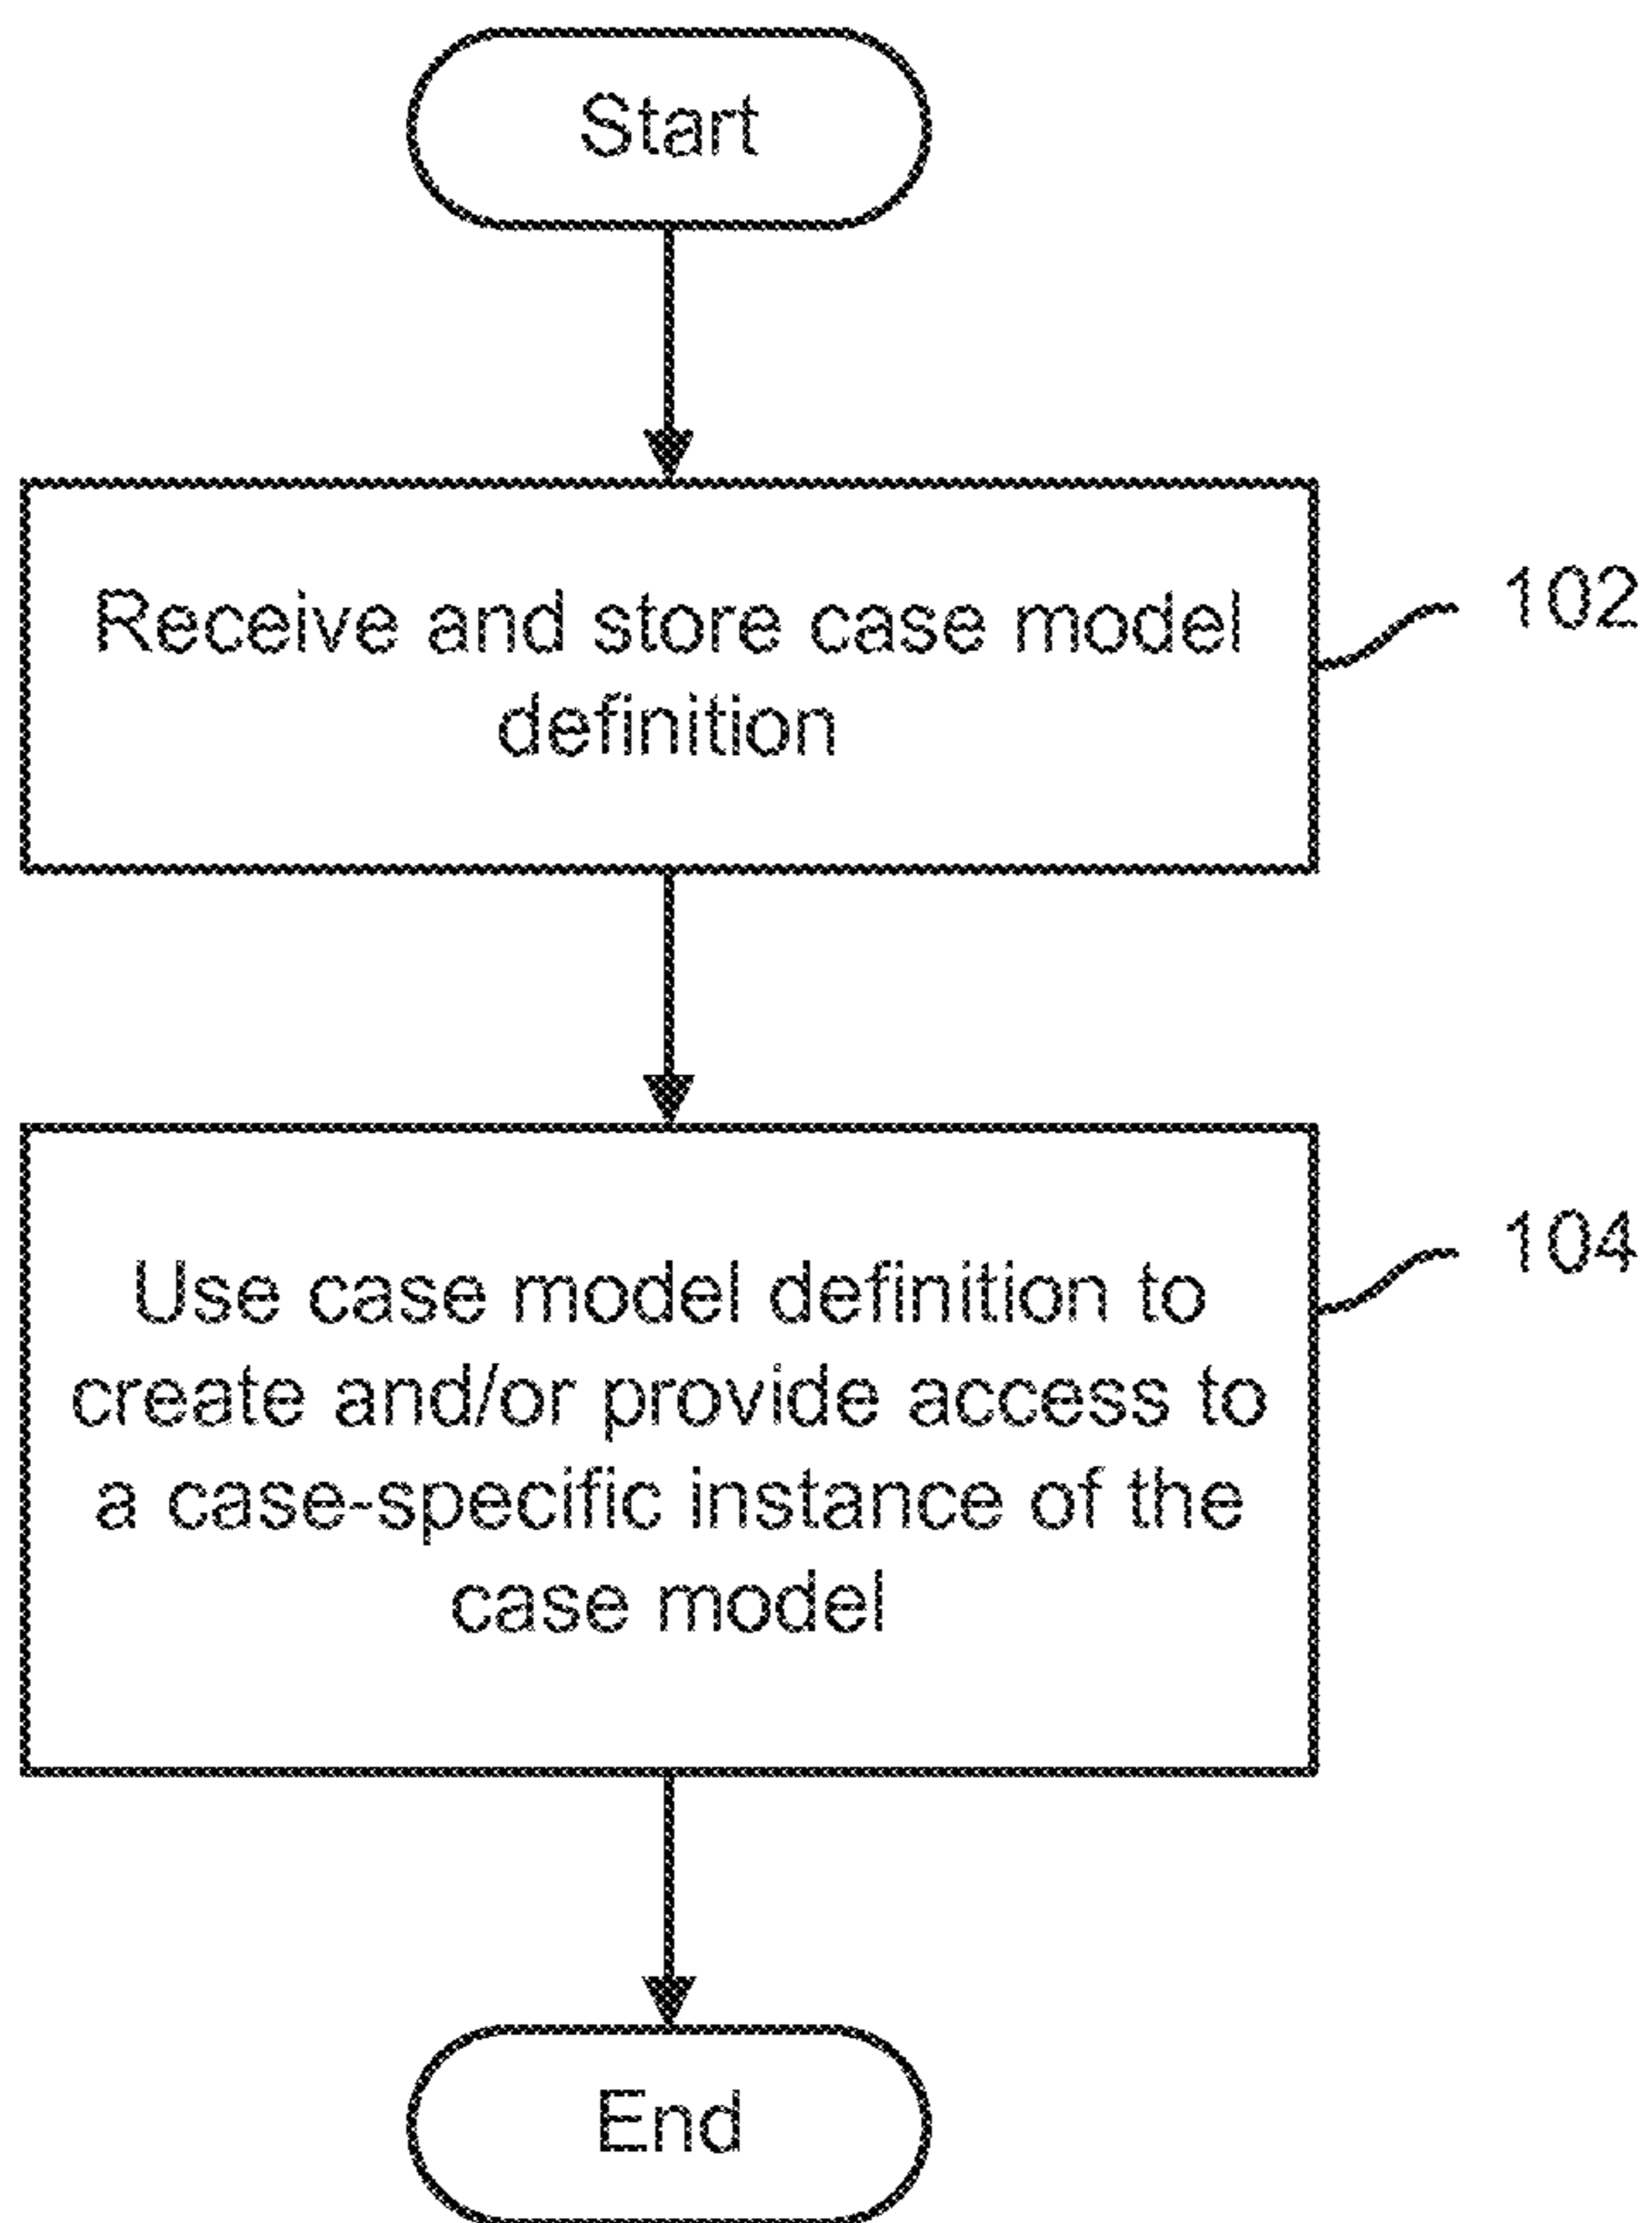 Start
Receive and store case model
definition
102
Use case model definition to
create and/or provide access to
a case-specific instance of the
case model
104
End